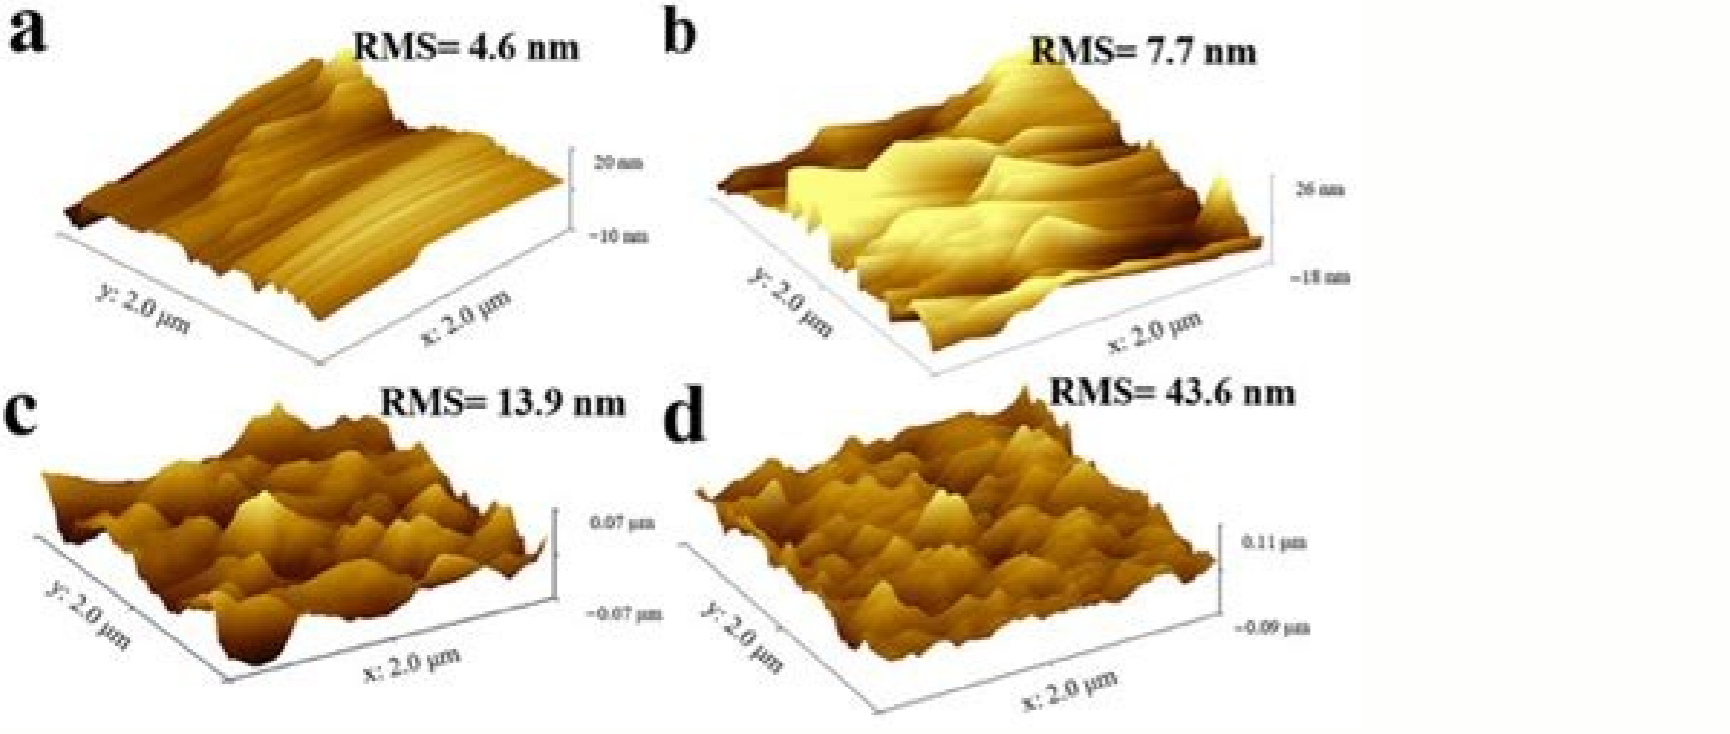 a
RMS= 4.6 nm
20 nm
−10 nm
y: 2.0 µm
x: 2.0 µm
b
RMS= 7.7 nm
26 nm
−18 nm
y: 2.0 µm
x: 2.0 µm
c
RMS= 13.9 nm
0.07 µm
−0.07 µm
y: 2.0 µm
x: 2.0 µm
d
RMS= 43.6 nm
0.11 µm
−0.09 µm
y: 2.0 µm
x: 2.0 µm